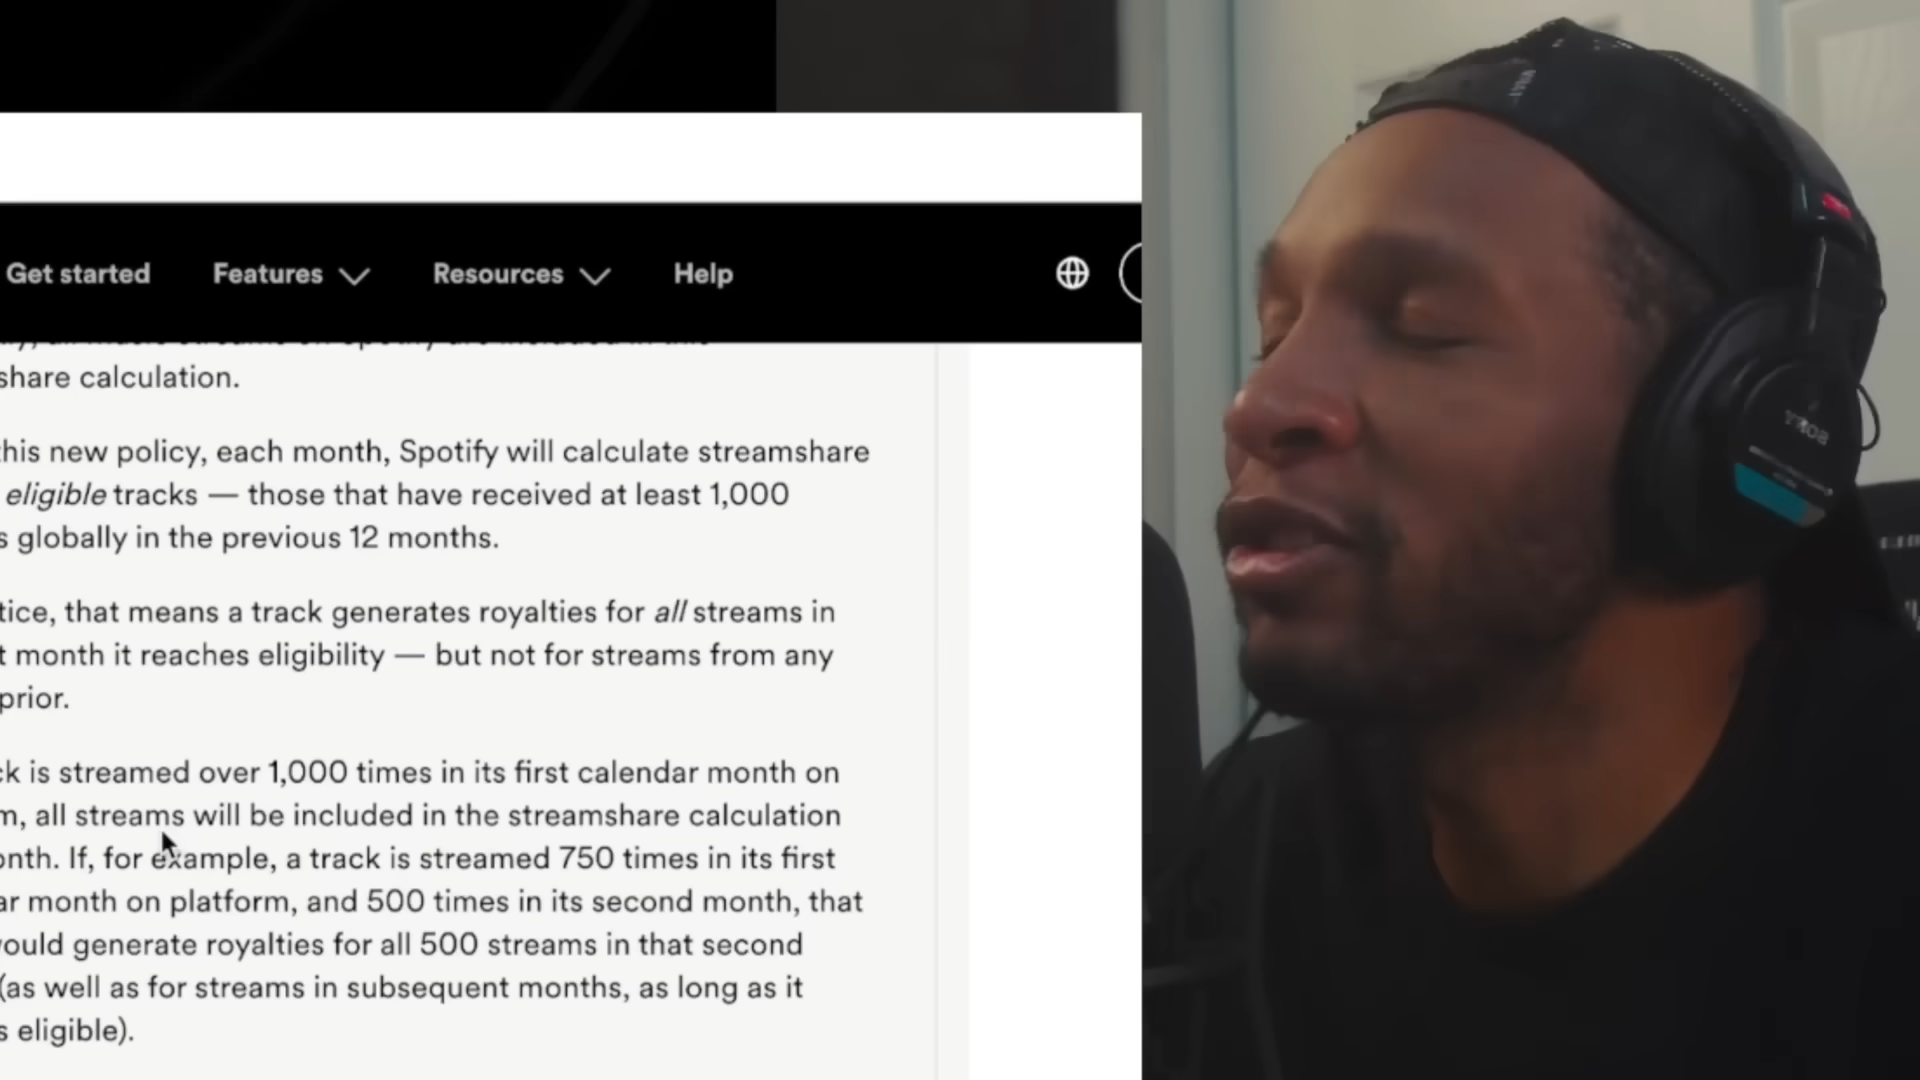 Get started Features Resources Help
share calculation.
this new policy, each month, Spotify will calculate streamshare
eligible tracks — those that have received at least 1,000
s globally in the previous 12 months.
tice, that means a track generates royalties for all streams in
t month it reaches eligibility — but not for streams from any
prior.
ck is streamed over 1,000 times in its first calendar month on
m, all streams will be included in the streamshare calculation
onth. If, for example, a track is streamed 750 times in its first
ar month on platform, and 500 times in its second month, that
would generate royalties for all 500 streams in that second
(as well as for streams in subsequent months, as long as it
s eligible).
SONY